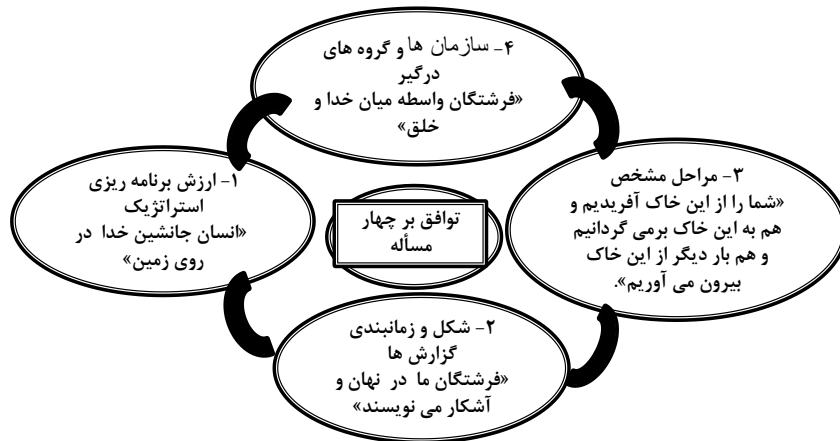 ۴- سازمان ها و گروه های
درگیر
«فرشتگان واسطه میان خدا و
خلق»
۳- مراحل مشخص
«شما را از این خاک آفریدیم و
هم به این خاک برمی گردانیم
و هم بار دیگر از این خاک
بیرون می آوریم».
توافق بر چهار
مسأله
۱- ارزش برنامه ریزی
استراتژیک
«انسان جانشین خدا در
روی زمین»
۲- شکل و زمانبندی
گزارش ها
«فرشتگان ما در نهان و
آشکار می نویسند»